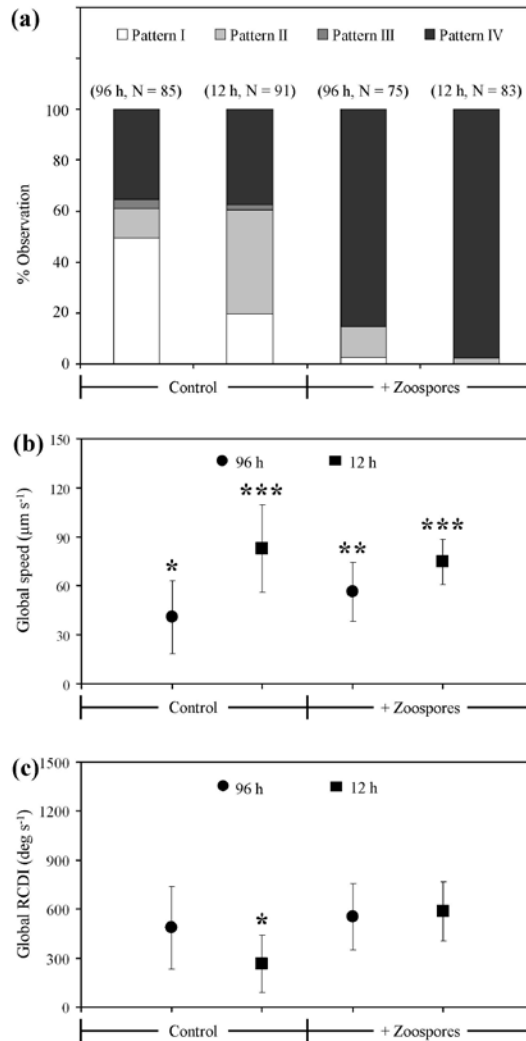 (a)
Pattern I Pattern II Pattern III Pattern IV
(96 h, N = 85) (12 h, N = 91) (96 h, N = 75) (12 h, N = 83)
100
80
60
40
20
0
% Observation
Control + Zoospores
(b)
150
120
90
60
30
0
Global speed (μm s⁻¹)
96 h 12 h
* *** ** ***
Control + Zoospores
(c)
1500
1200
900
600
300
0
Global RCDI (deg s⁻¹)
96 h 12 h
*
Control + Zoospores